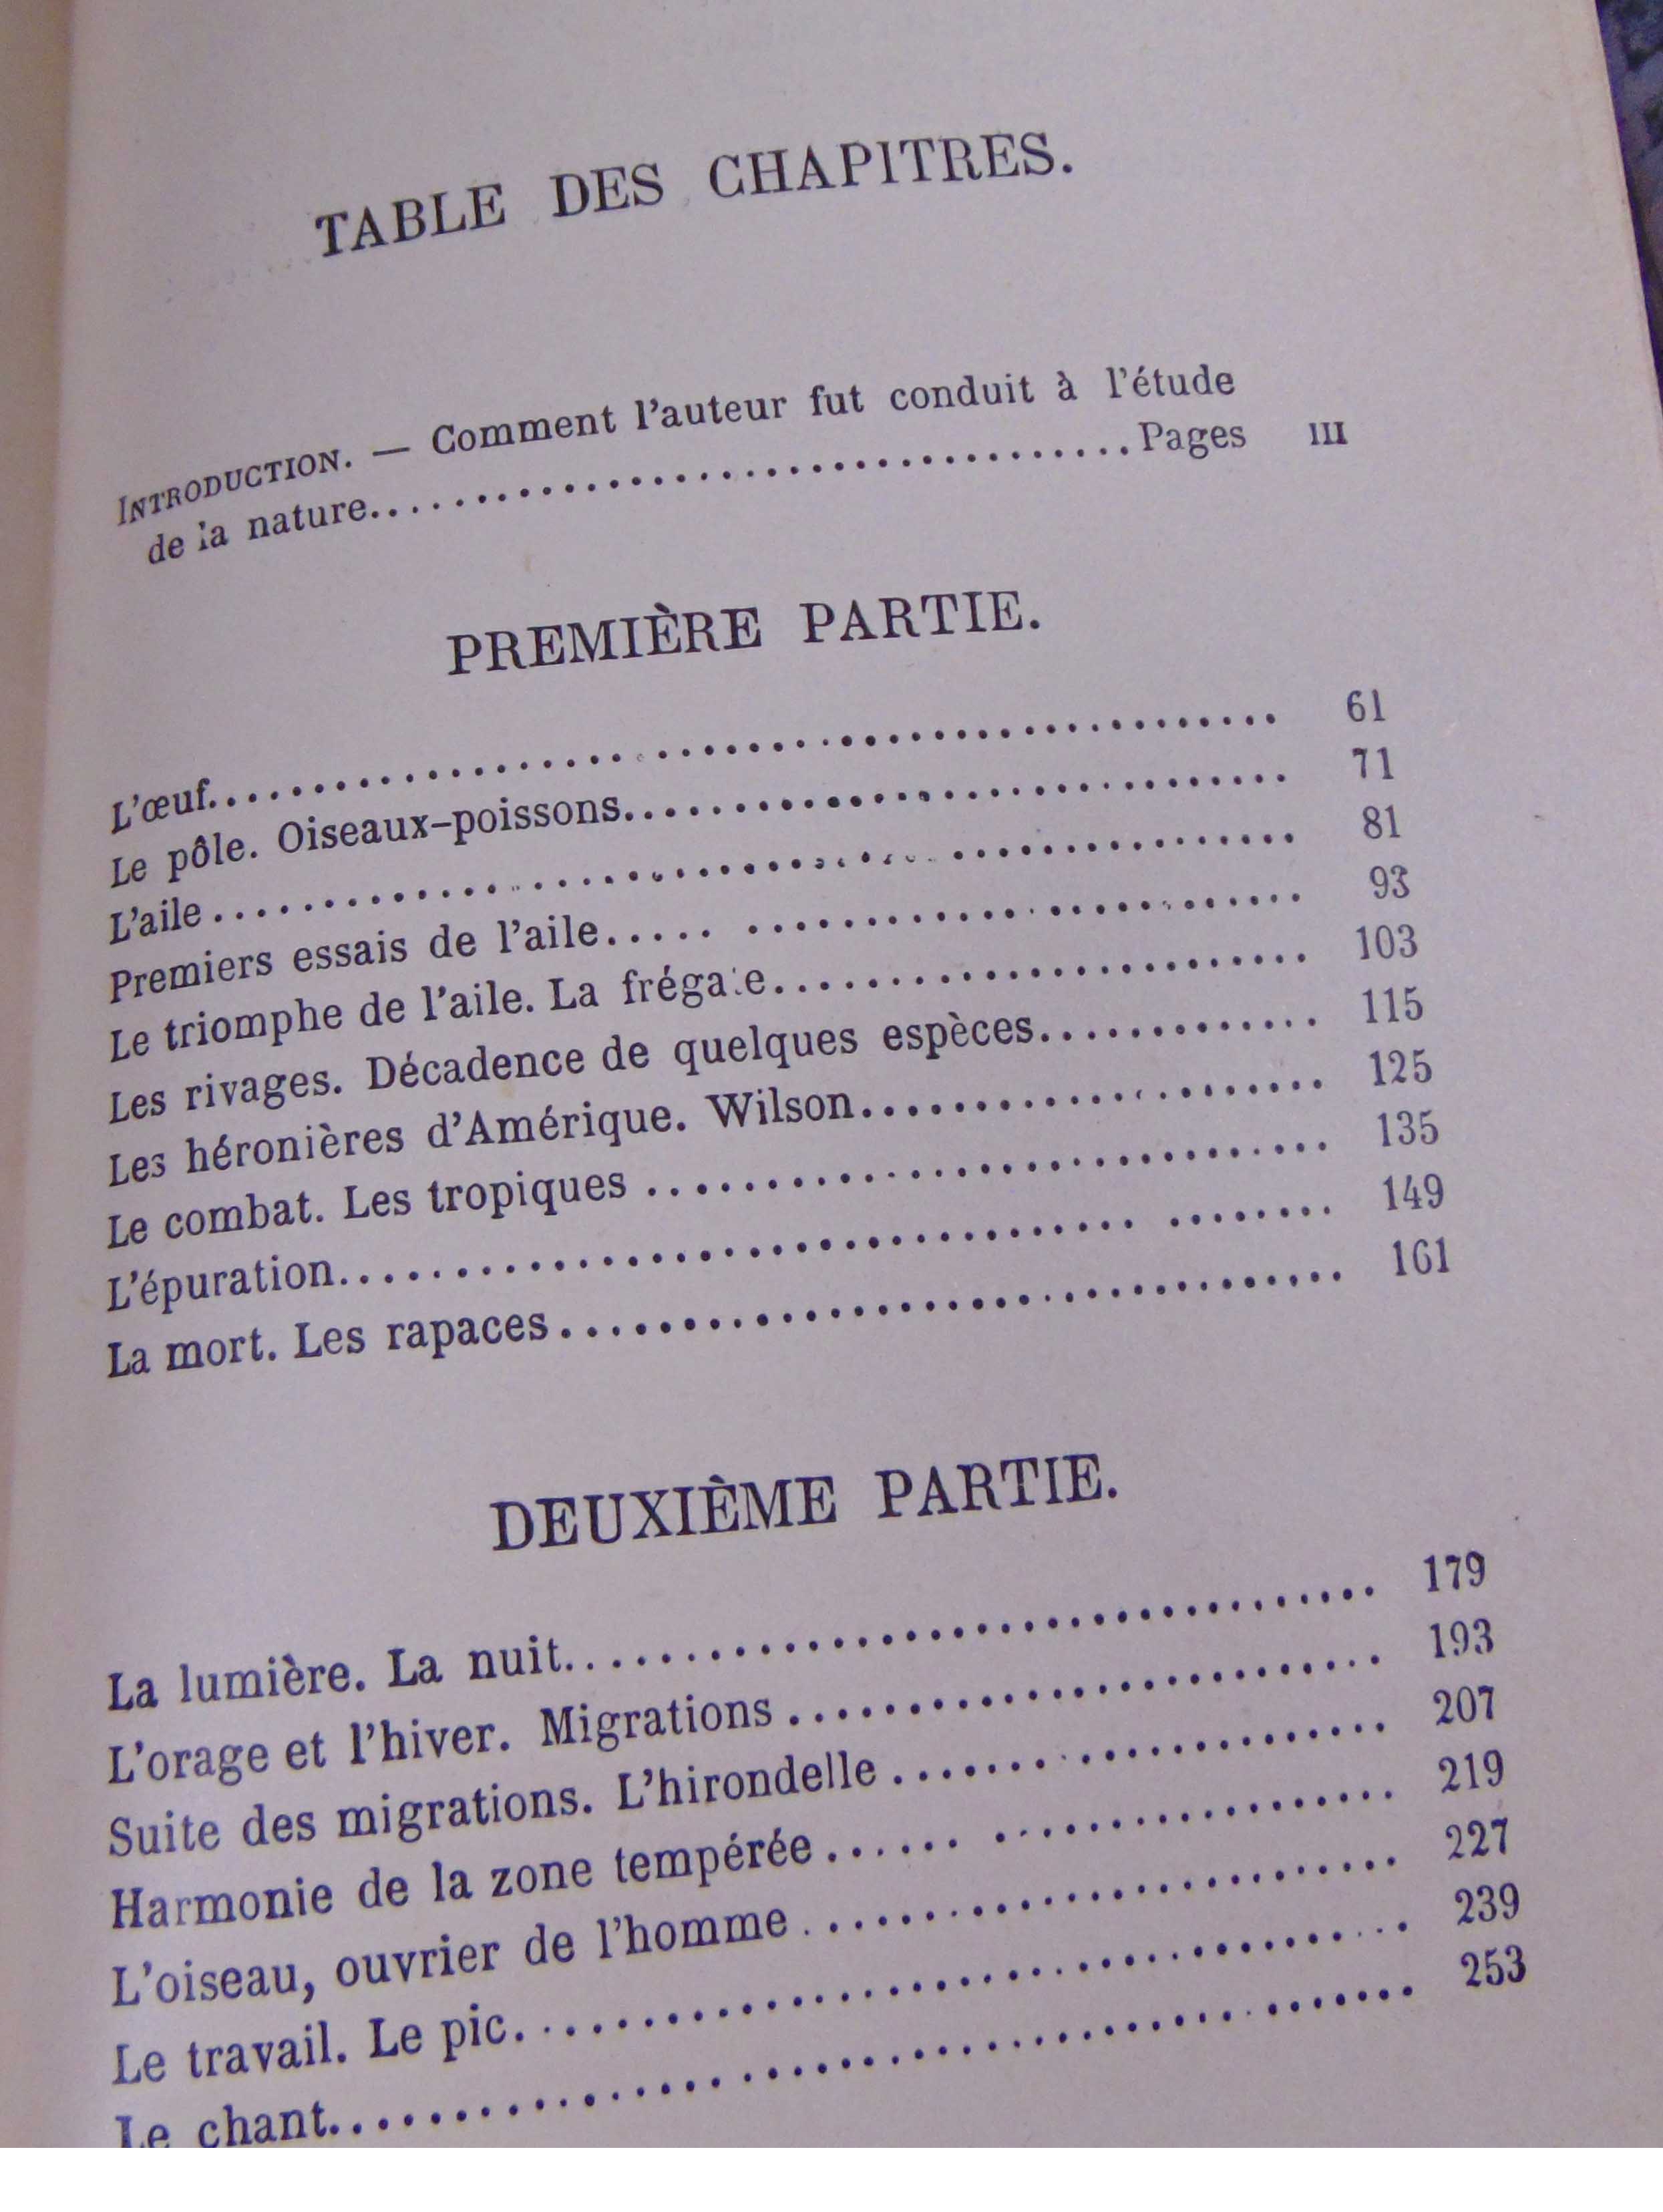 TABLE DES CHAPITRES.
INTRODUCTION. — Comment l'auteur fut conduit à l'étude
de la nature........................................Pages III
PREMIÈRE PARTIE.
L'œuf................................................ 61
Le pôle. Oiseaux-poissons.............................. 71
L'aile................................................ 81
Premiers essais de l'aile..... ........................ 93
Le triomphe de l'aile. La frégate........................ 103
Les rivages. Décadence de quelques espèces............. 115
Les héronières d'Amérique. Wilson..................... 125
Le combat. Les tropiques .............................. 135
L'épuration.................................. ........ 149
La mort. Les rapaces.................................. 161
DEUXIÈME PARTIE.
La lumière. La nuit................................... 179
L'orage et l'hiver. Migrations .......................... 193
Suite des migrations. L'hirondelle ...................... 207
Harmonie de la zone tempérée...... .................. 219
L'oiseau, ouvrier de l'homme .......................... 227
Le travail. Le pic..................................... 239
Le chant.............................................. 253